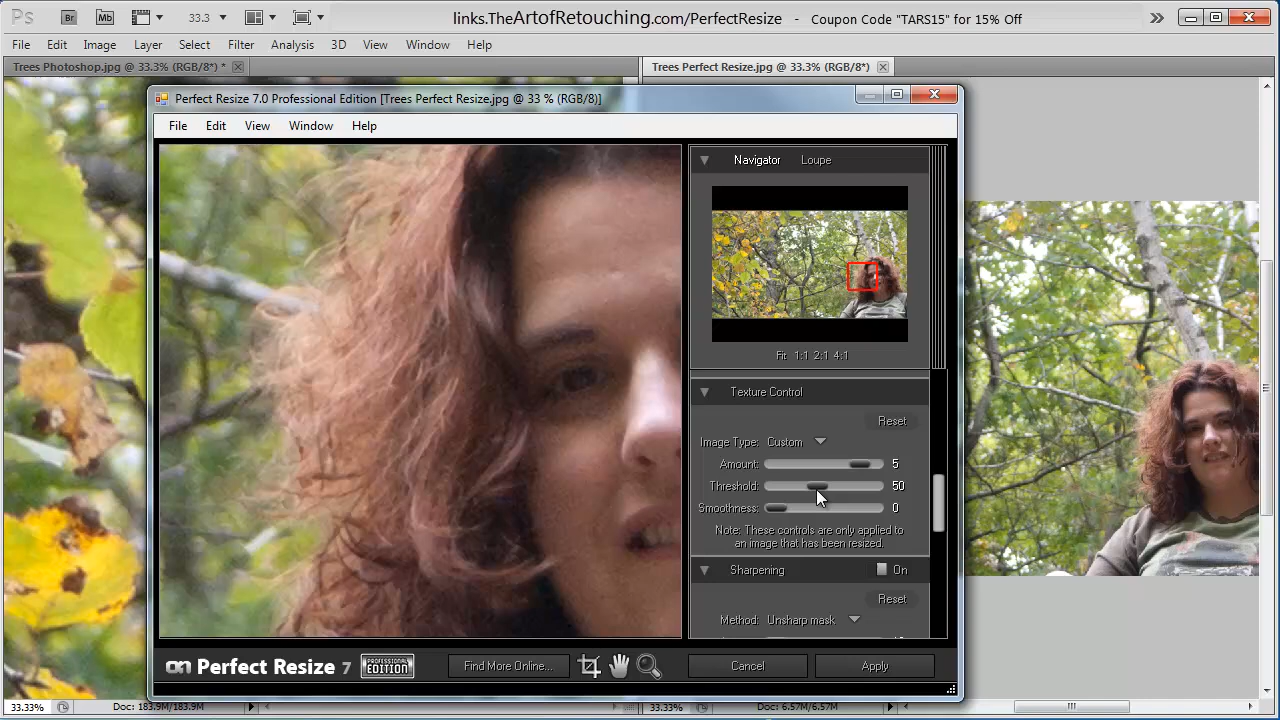 Ps Br Mb 33.3 links.TheArtofRetouching.com/PerfectResize - Coupon Code "TARS15" for 15% Off
File Edit Image Layer Select Filter Analysis 3D View Window Help
Trees Photoshop.jpg @ 33.3% (RGB/8*) *
Trees Perfect Resize.jpg @ 33.3% (RGB/8*)
Perfect Resize 7.0 Professional Edition [Trees Perfect Resize.jpg @ 33 % (RGB/8)]
File Edit View Window Help
Navigator Loupe
Fit 1:1 2:1 4:1
Texture Control
Reset
Image Type: Custom
Amount: 5
Threshold: 50
Smoothness: 0
Note: These controls are only applied to
an image that has been resized.
Sharpening On
Reset
Method: Unsharp mask
on Perfect Resize 7 PROFESSIONAL EDITION Find More Online... Cancel Apply
33.33% Doc: 183.9M/183.9M
33.33% Doc: 6.57M/6.57M